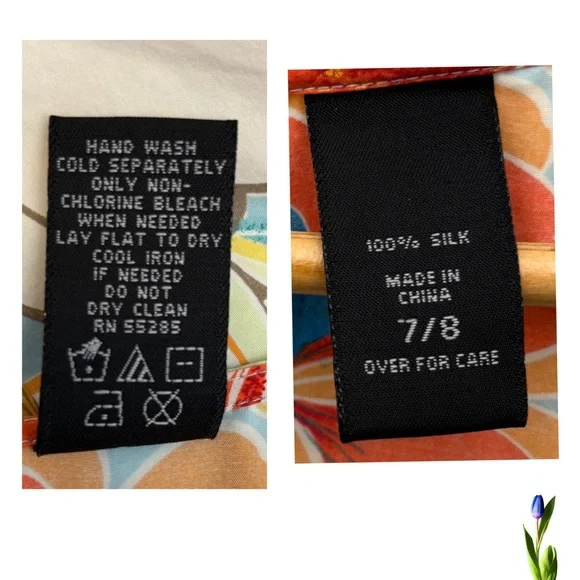 HAND WASH
COLD SEPARATELY
ONLY NON-
CHLORINE BLEACH
WHEN NEEDED
LAY FLAT TO DRY
COOL IRON
IF NEEDED
DO NOT
DRY CLEAN
RN 55285
100% SILK
MADE IN
CHINA
7/8
OVER FOR CARE